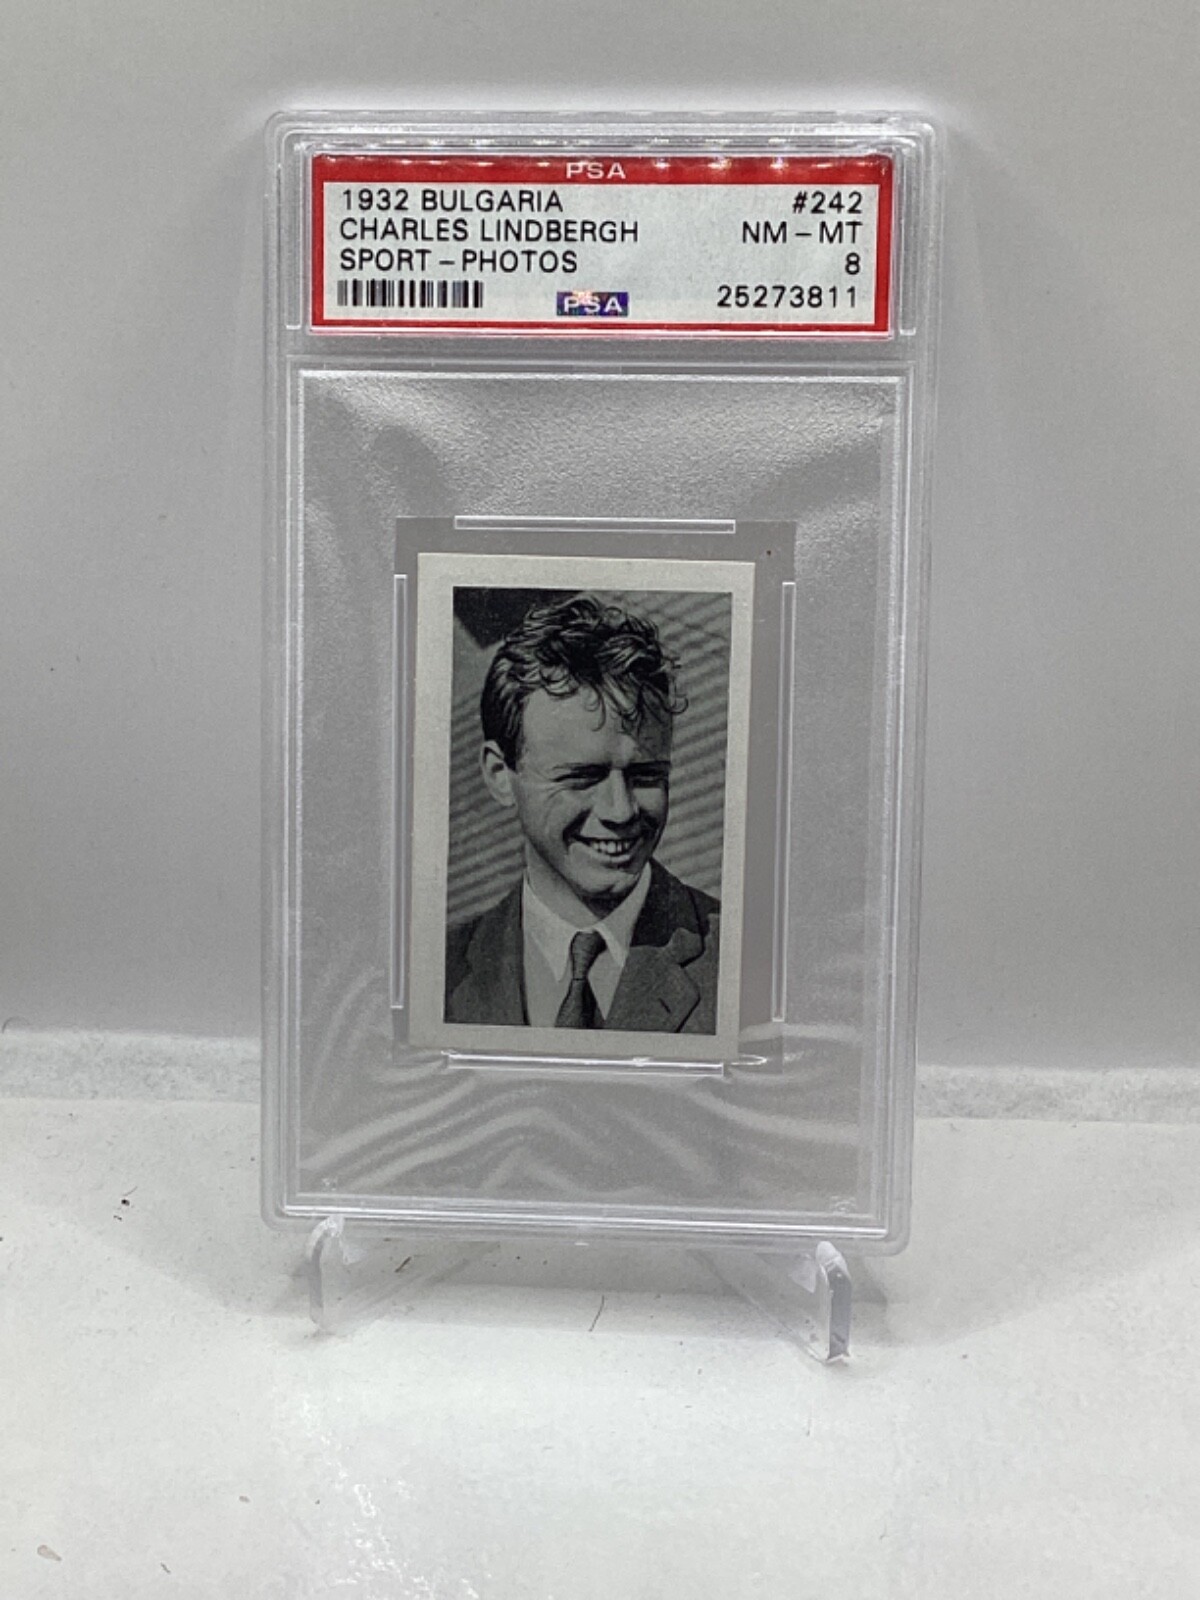 PSA
1932 BULGARIA #242
CHARLES LINDBERGH NM - MT
SPORT - PHOTOS 8
PSA 25273811